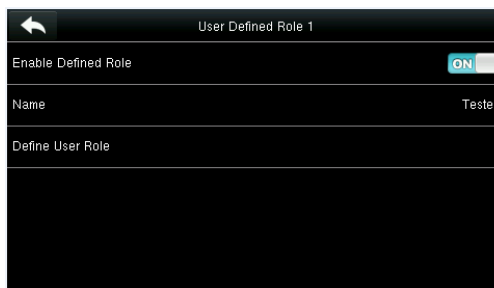 User Defined Role 1
Enable Defined Role ON
Name Teste
Define User Role